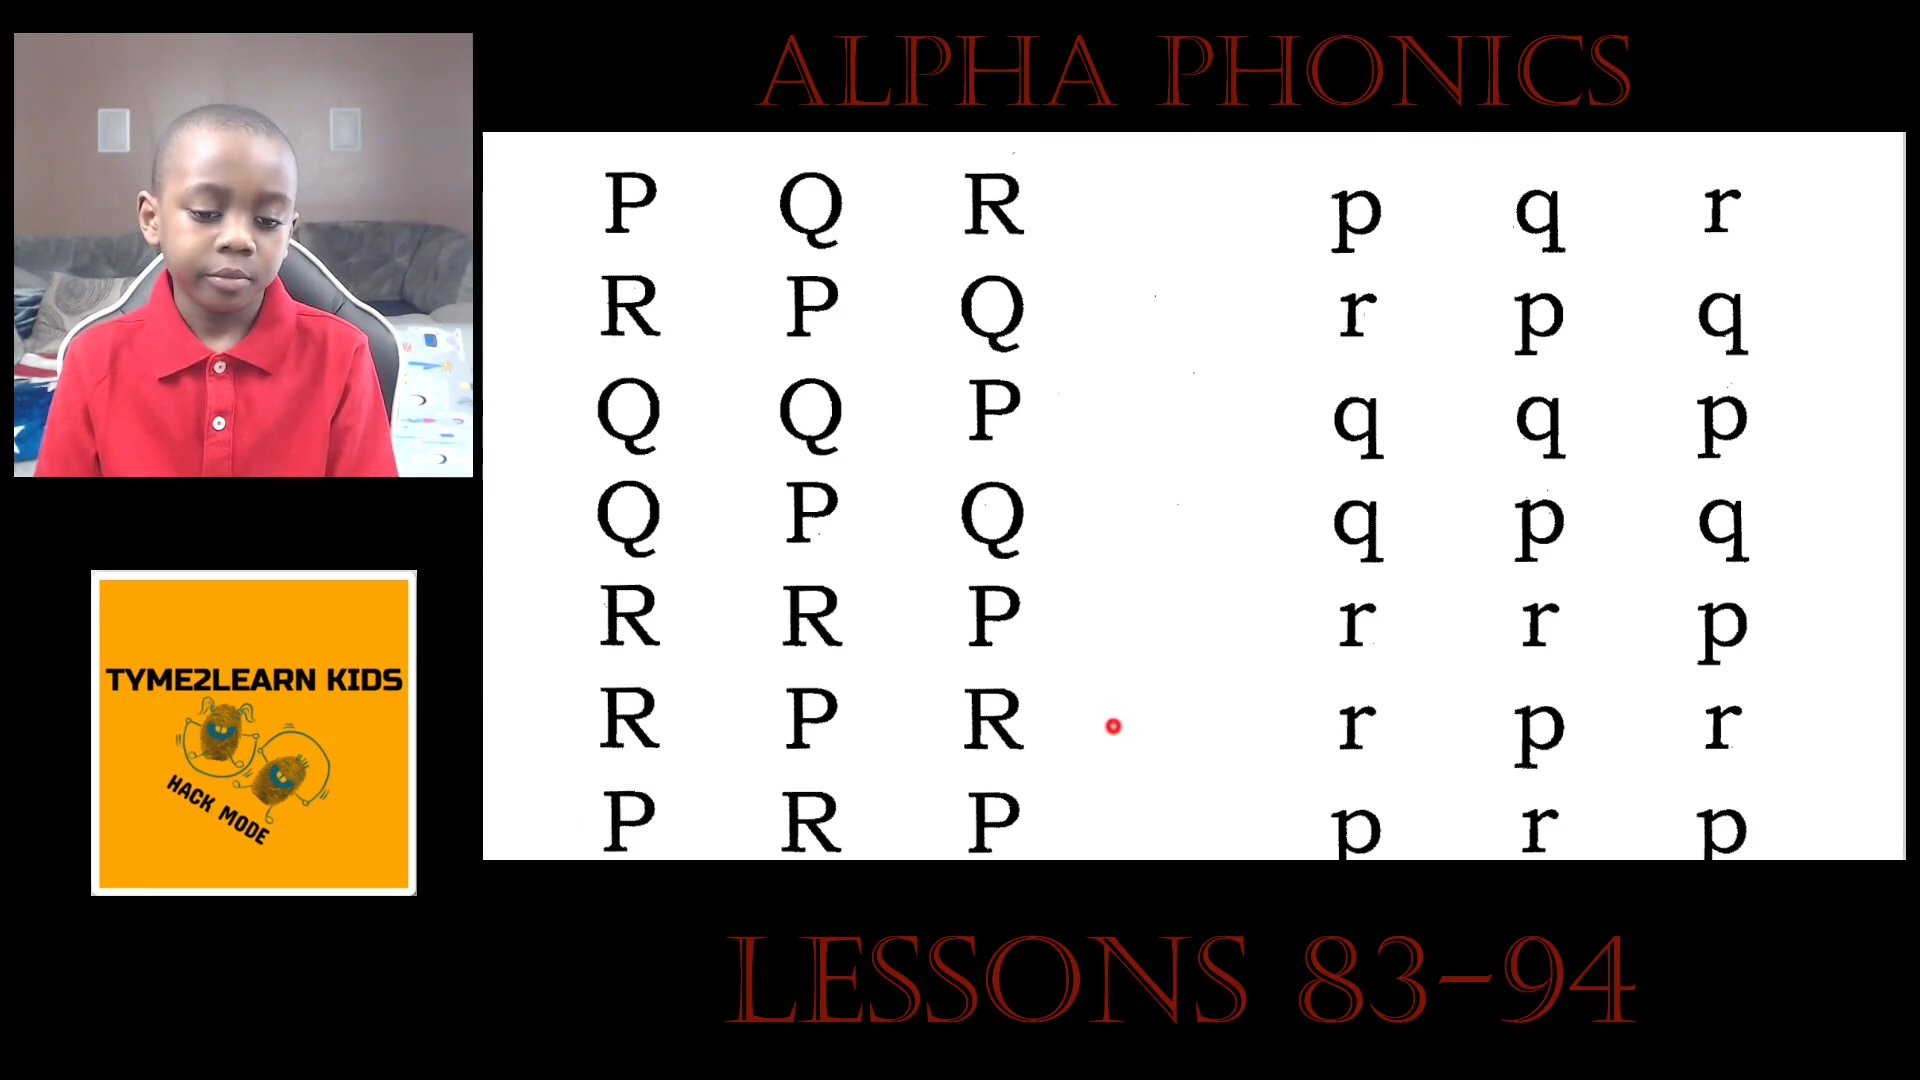 ALPHA PHONICS
P Q R p q r
R P Q r p q
Q Q P q q p
Q P Q q p q
R R P r r p
R P R r p r
P R P p r p
TYME2LEARN KIDS
HACK MODE
LESSONS 83-94